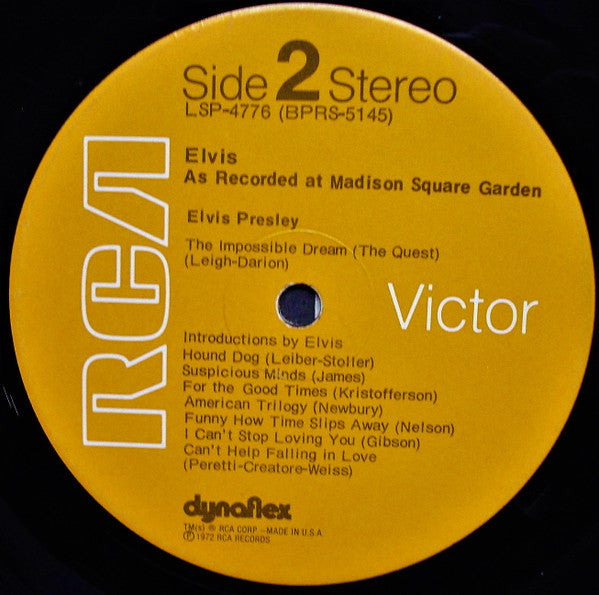 Side 2 Stereo
LSP-4776 (BPRS-5145)
Elvis
As Recorded at Madison Square Garden
Elvis Presley
The Impossible Dream (The Quest)
(Leigh-Darion)
RCA
Victor
Introductions by Elvis
Hound Dog (Leiber-Stoller)
Suspicious Minds (James)
For the Good Times (Kristofferson)
American Trilogy (Newbury)
Funny How Time Slips Away (Nelson)
I Can't Stop Loving You (Gibson)
Can't Help Falling in Love
(Peretti-Creatore-Weiss)
dynaflex
TM(s) ® RCA CORP.—MADE IN U.S.A.
Ⓟ 1972 RCA RECORDS